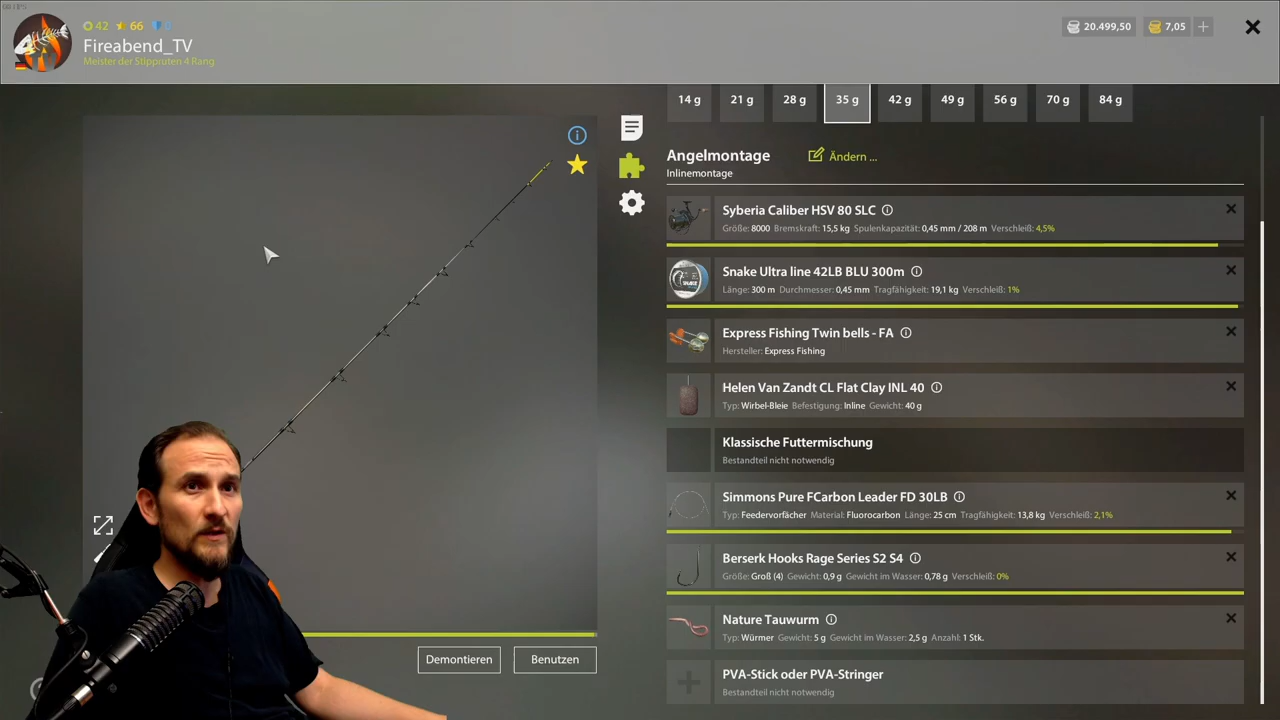 42 66
Fireabend_TV
Meister der Stippruten 4 Rang
20.499,50 7,05
14 g 21 g 28 g 35 g 42 g 49 g 56 g 70 g 84 g
Angelmontage Ändern ...
Inlinemontage
Syberia Caliber HSV 80 SLC
Größe: 8000 Bremskraft: 15,5 kg Spulenkapazität: 0,45 mm / 208 m Verschleiß: 4,5%
Snake Ultra line 42LB BLU 300m
Länge: 300 m Durchmesser: 0,45 mm Tragfähigkeit: 19,1 kg Verschleiß: 1%
Express Fishing Twin bells - FA
Hersteller: Express Fishing
Helen Van Zandt CL Flat Clay INL 40
Typ: Wirbel-Bleie Befestigung: Inline Gewicht: 40 g
Klassische Futtermischung
Bestandteil nicht notwendig
Simmons Pure FCarbon Leader FD 30LB
Typ: Feedervorfächer Material: Fluorocarbon Länge: 25 cm Tragfähigkeit: 13,8 kg Verschleiß: 2,1%
Berserk Hooks Rage Series S2 S4
Größe: Groß (4) Gewicht: 0,9 g Gewicht im Wasser: 0,78 g Verschleiß: 0%
Nature Tauwurm
Typ: Würmer Gewicht: 5 g Gewicht im Wasser: 2,5 g Anzahl: 1 Stk.
PVA-Stick oder PVA-Stringer
Bestandteil nicht notwendig
Demontieren Benutzen